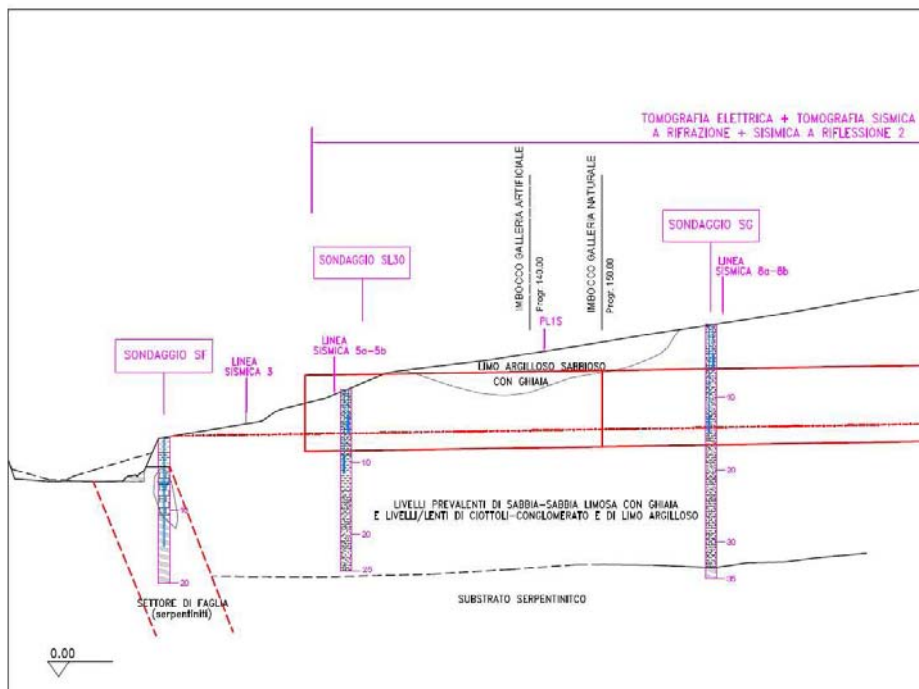 TOMOGRAFIA ELETTRICA + TOMOGRAFIA SISMICA
A RIFRAZIONE + SISIMICA A RIFLESSIONE 2
IMBOCCO GALLERIA ARTIFICIALE
Progr. 140.00
IMBOCCO GALLERIA NATURALE
Progr. 150.00
SONDAGGIO SG
SONDAGGIO SL30
LINEA
SISMICA 8a-8b
PL1S
LINEA
SISMICA 5a-5b
SONDAGGIO SF
LINEA
SISMICA 3
LIMO ARGILLOSO SABBIOSO
CON GHIAIA
10
20
30
35
10
20
25
LIVELLI PREVALENTI DI SABBIA-SABBIA LIMOSA CON GHIAIA
E LIVELLI/LENTI DI CIOTTOLI-CONGLOMERATO E DI LIMO ARGILLOSO
20
SETTORE DI FAGLIA
(serpentiniti)
SUBSTRATO SERPENTINITCO
0.00